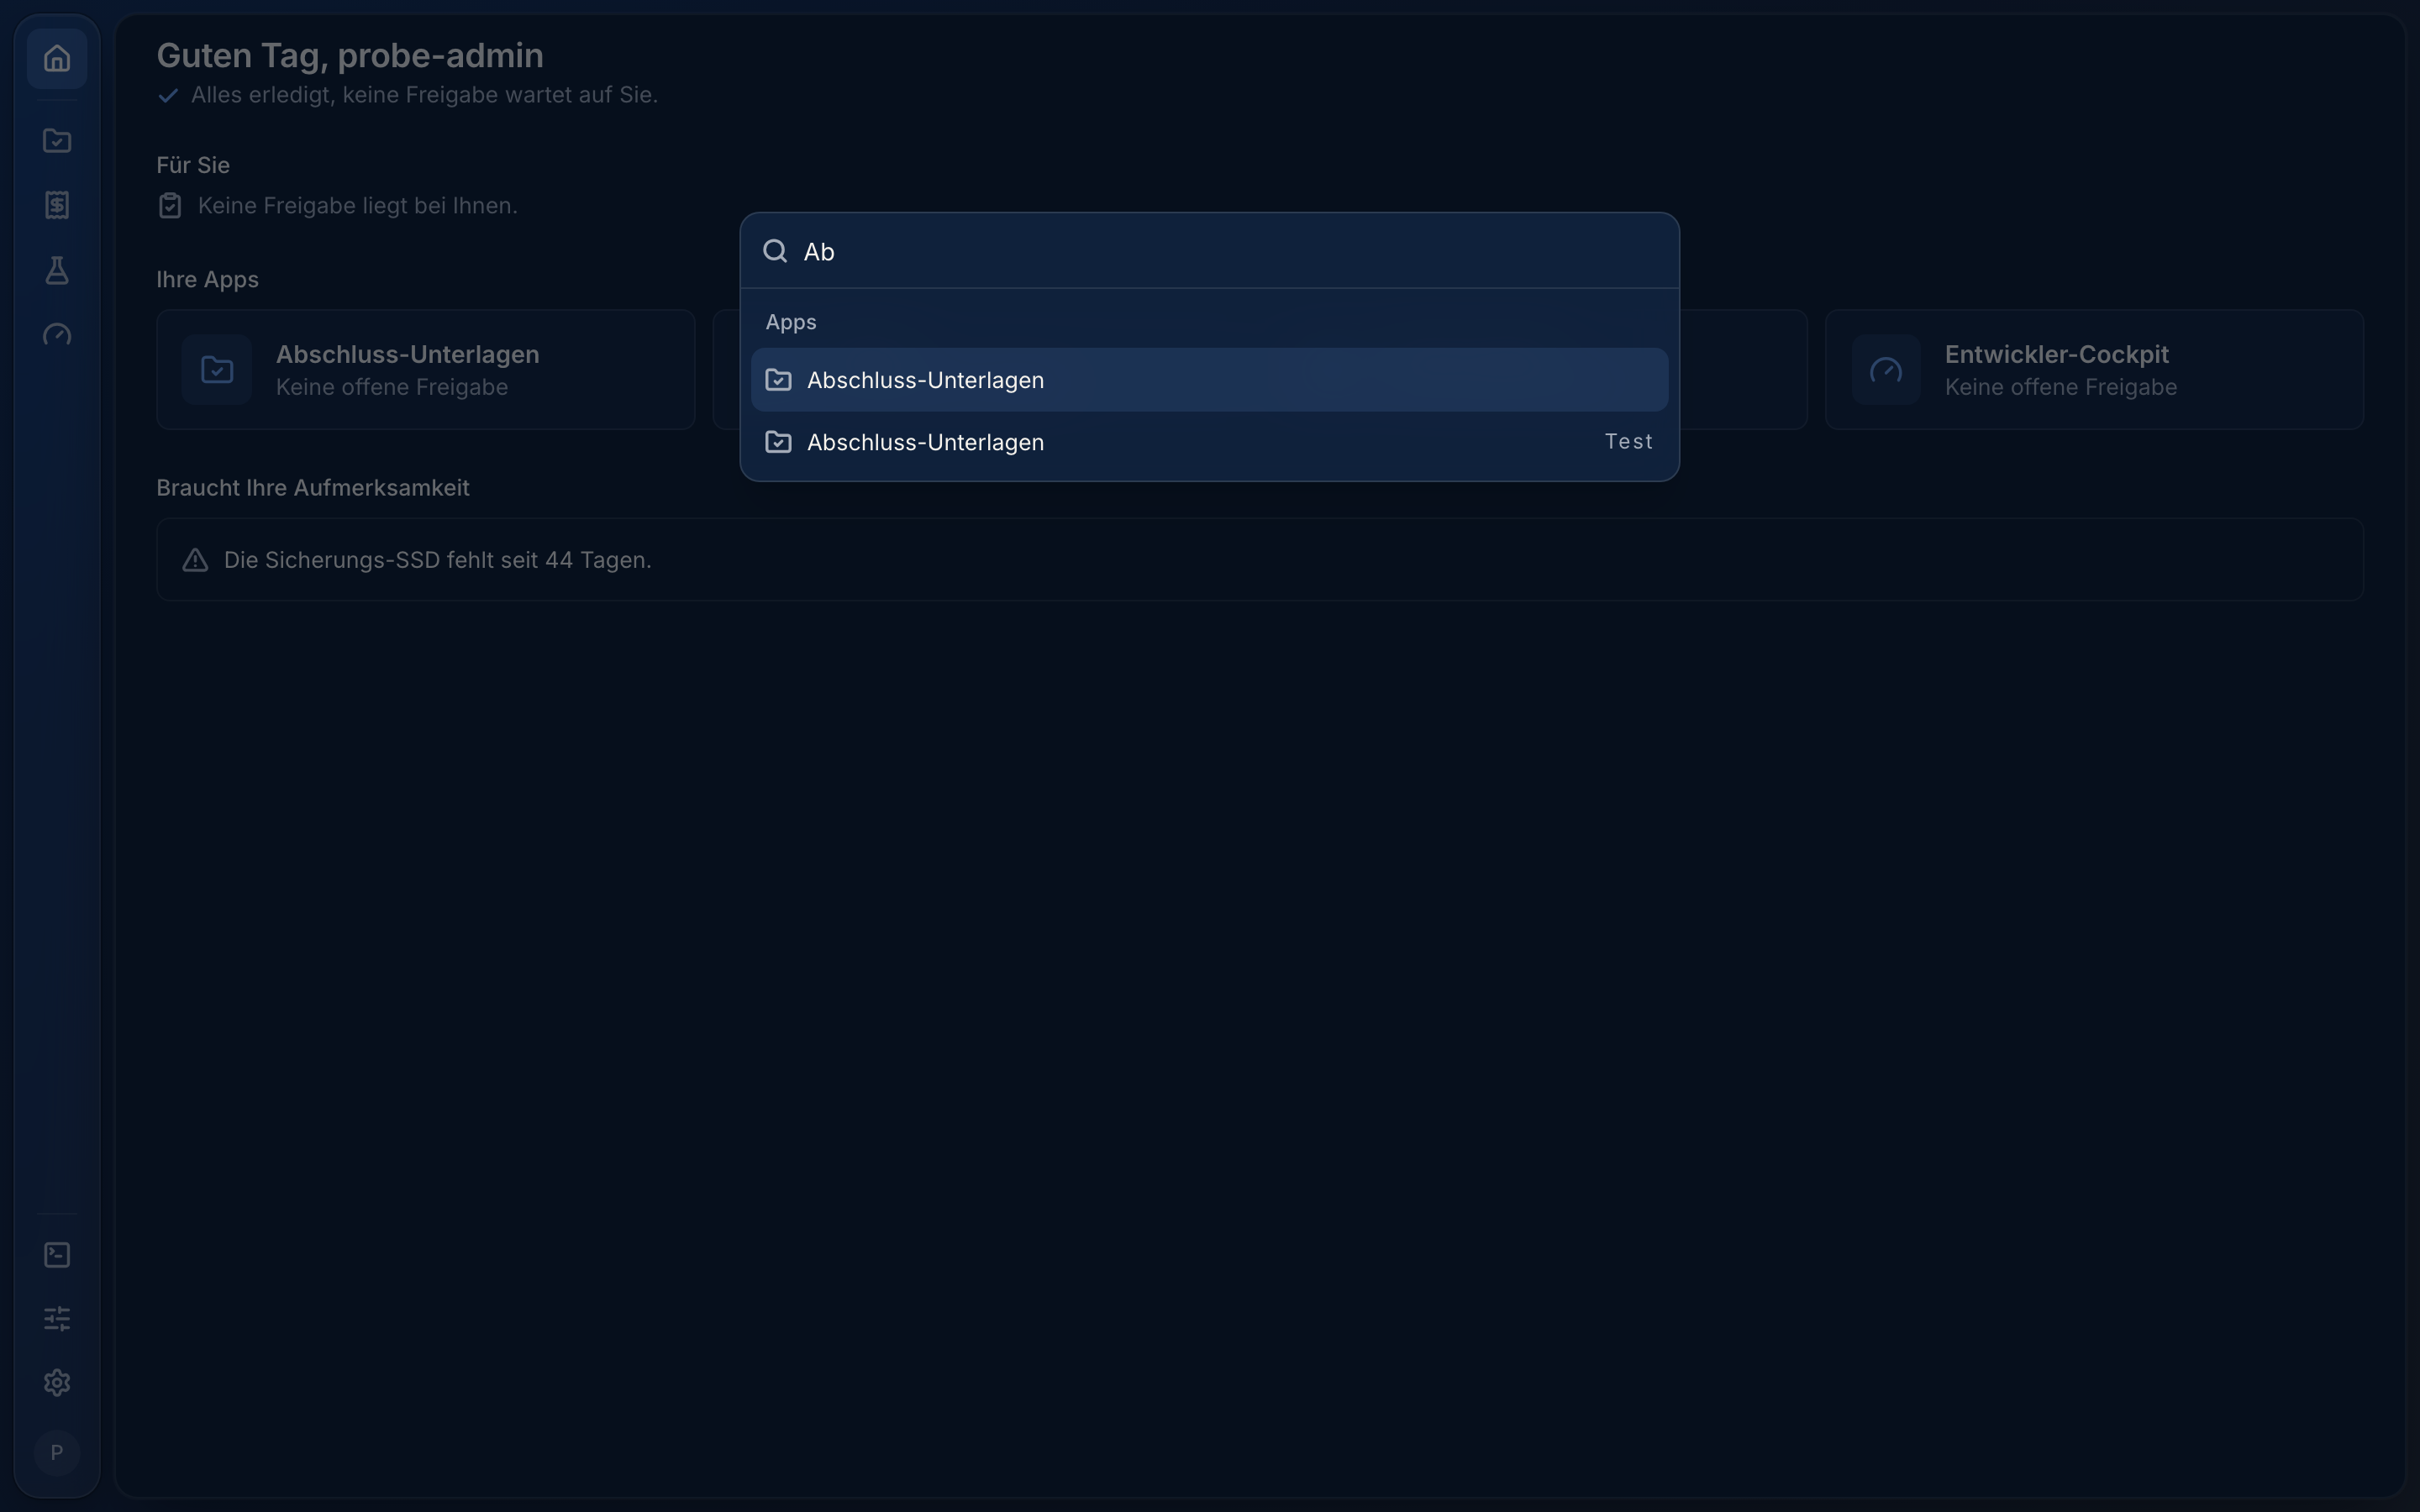 Guten Tag, probe-admin
Alles erledigt, keine Freigabe wartet auf Sie.
Für Sie
Keine Freigabe liegt bei Ihnen.
Ab
Ihre Apps
Apps
Abschluss-Unterlagen
Keine offene Freigabe
Abschluss-Unterlagen
Abschluss-Unterlagen
Test
Entwickler-Cockpit
Keine offene Freigabe
Braucht Ihre Aufmerksamkeit
Die Sicherungs-SSD fehlt seit 44 Tagen.
P